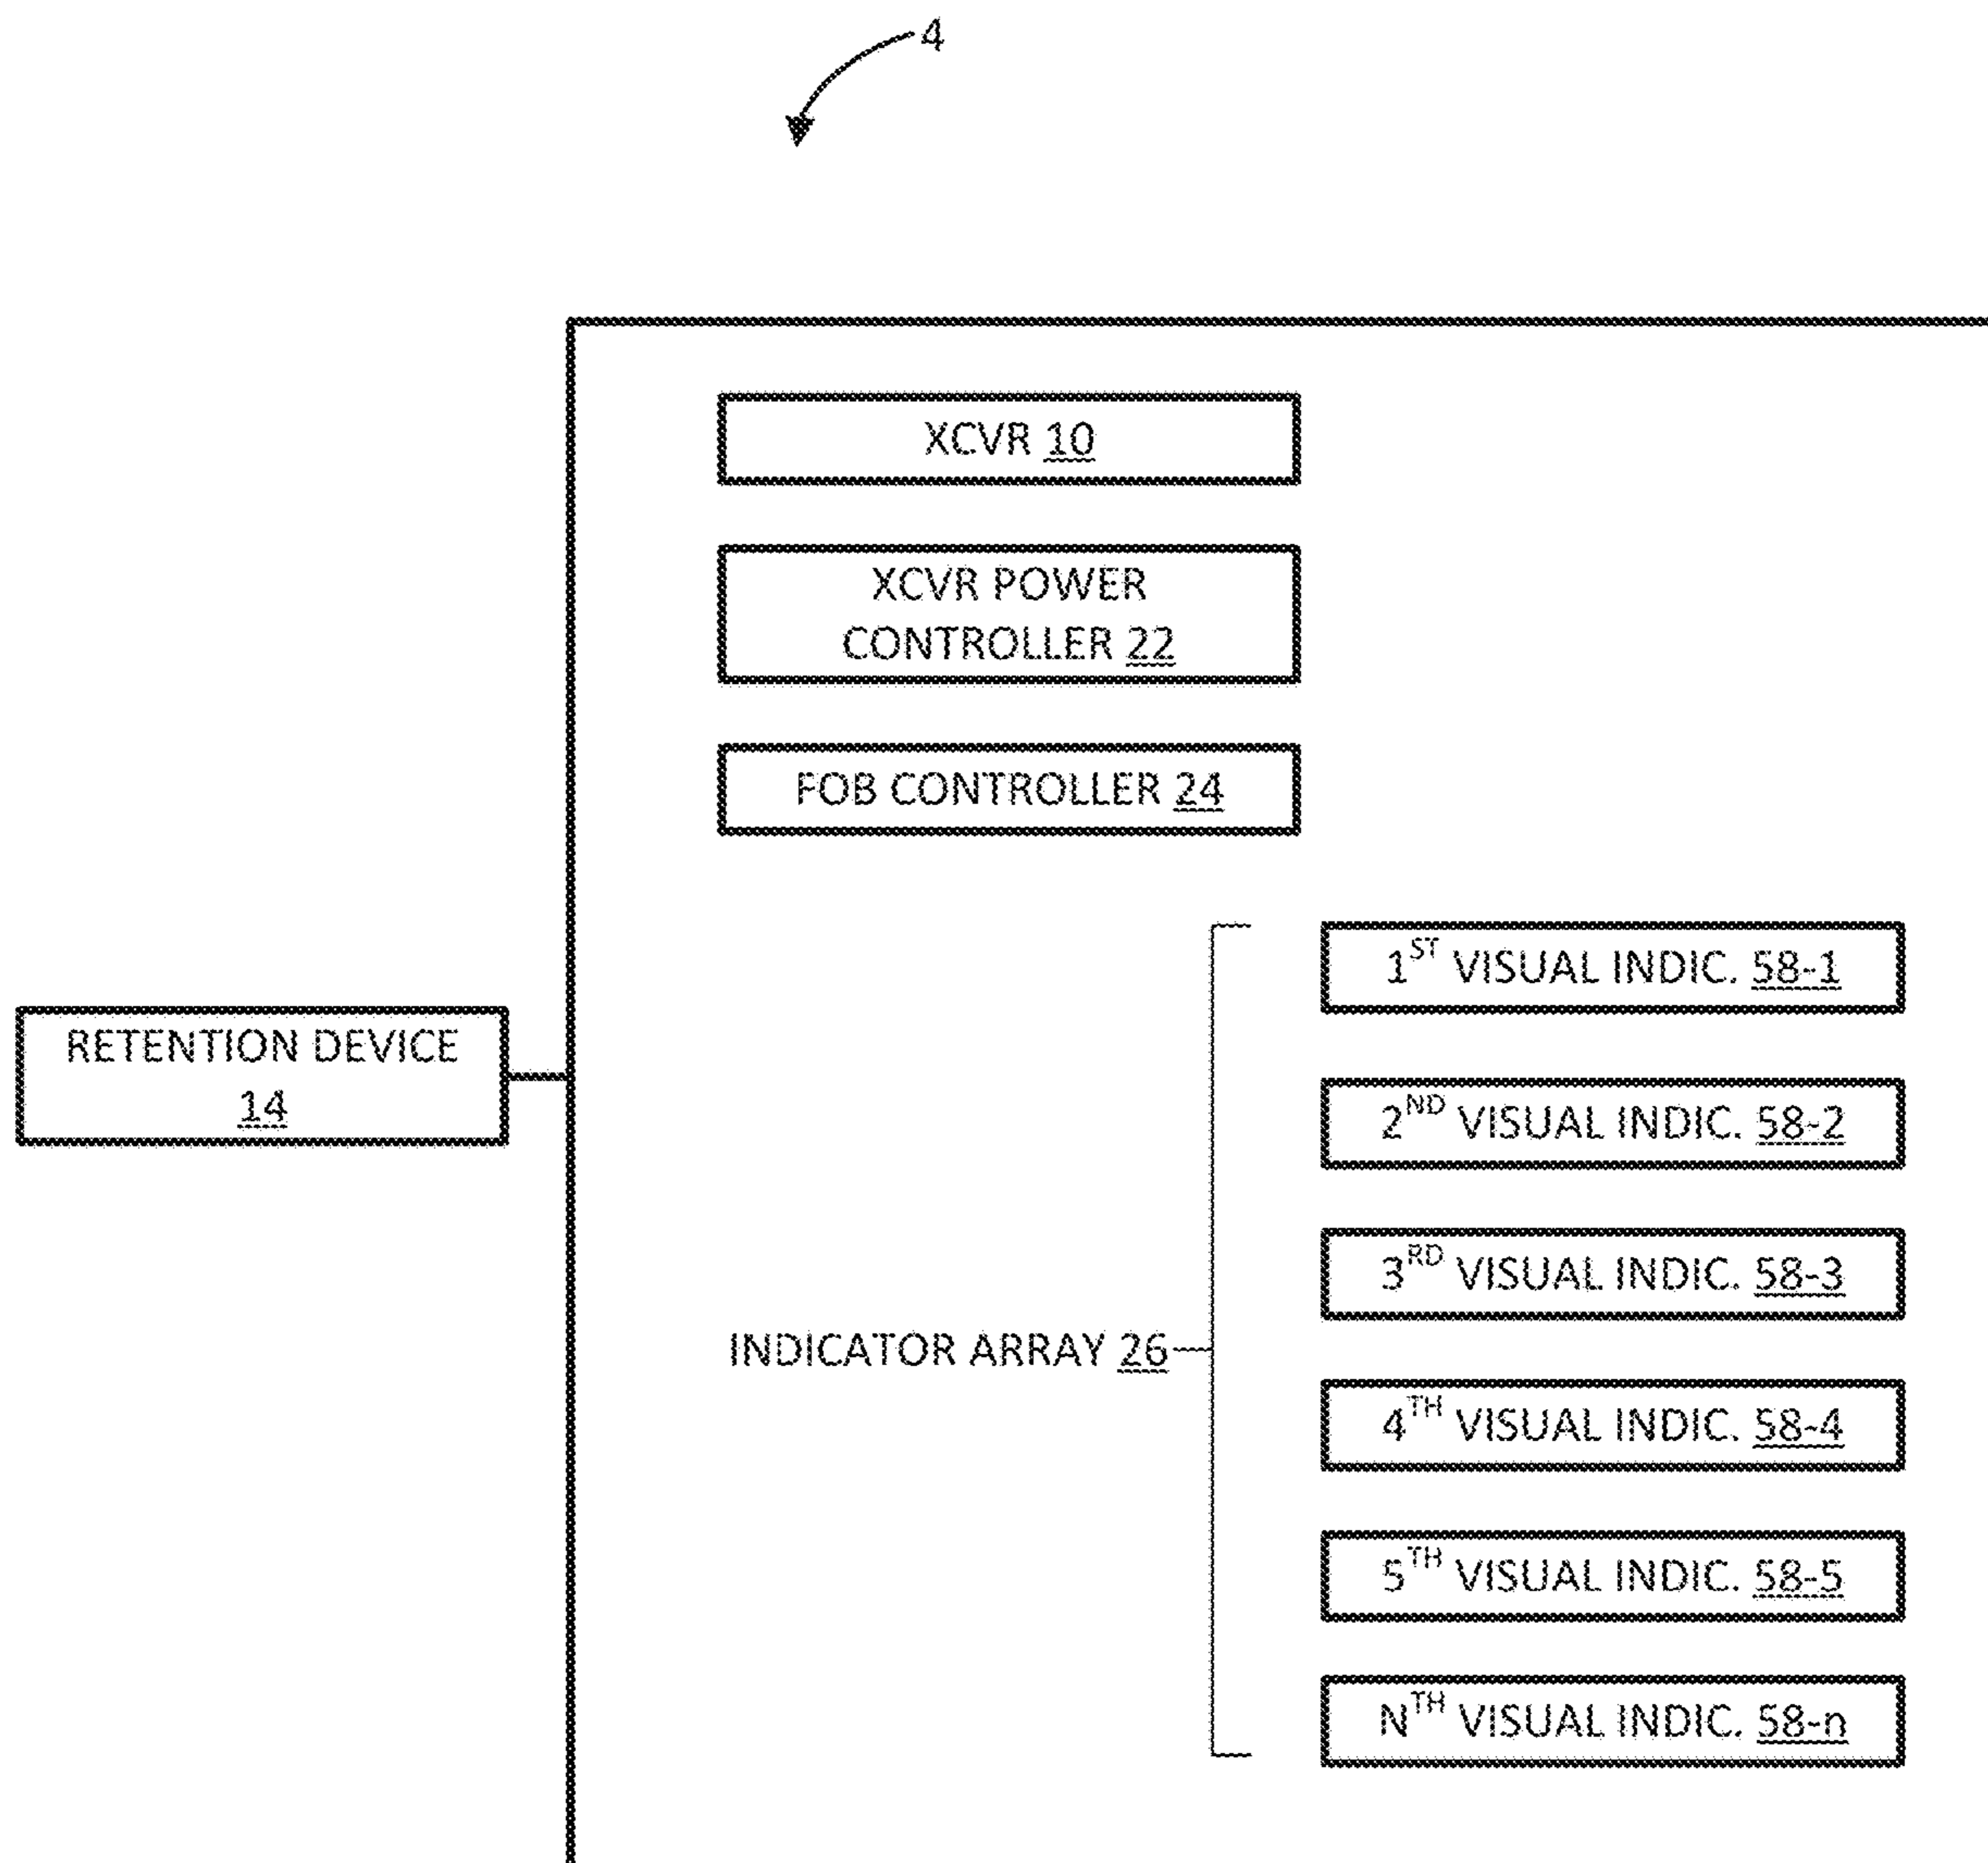 4
XCVR 10
XCVR POWER
CONTROLLER 22
FOB CONTROLLER 24
RETENTION DEVICE
14
INDICATOR ARRAY 26
1ST VISUAL INDIC. 58-1
2ND VISUAL INDIC. 58-2
3RD VISUAL INDIC. 58-3
4TH VISUAL INDIC. 58-4
5TH VISUAL INDIC. 58-5
NTH VISUAL INDIC. 58-n